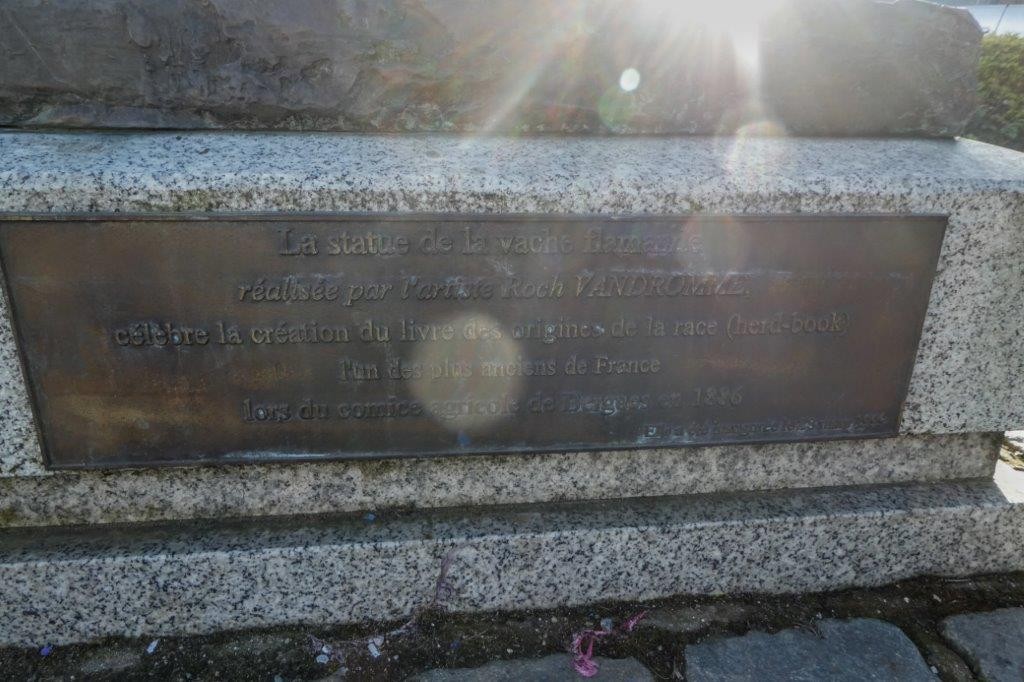 La statue de la vache flamande
réalisée par l'artiste Roch VANDROMME,
célèbre la création du livre des origines de la race (herd-book)
l'un des plus anciens de France
lors du comice agricole de Bergues en 1886